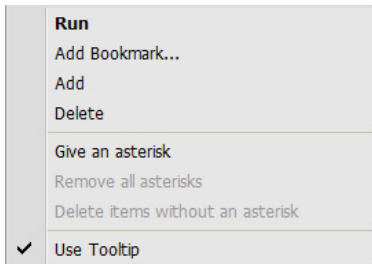 Run
Add Bookmark...
Add
Delete
Give an asterisk
Remove all asterisks
Delete items without an asterisk
Use Tooltip